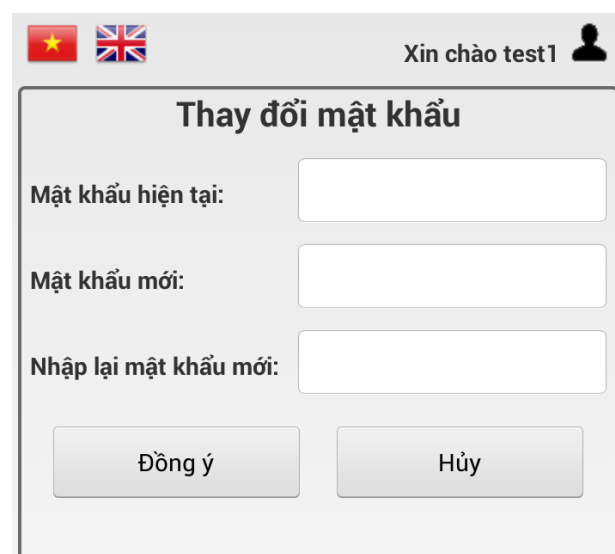 Xin chào test1
Thay đổi mật khẩu
Mật khẩu hiện tại:
Mật khẩu mới:
Nhập lại mật khẩu mới:
Đồng ý
Hủy